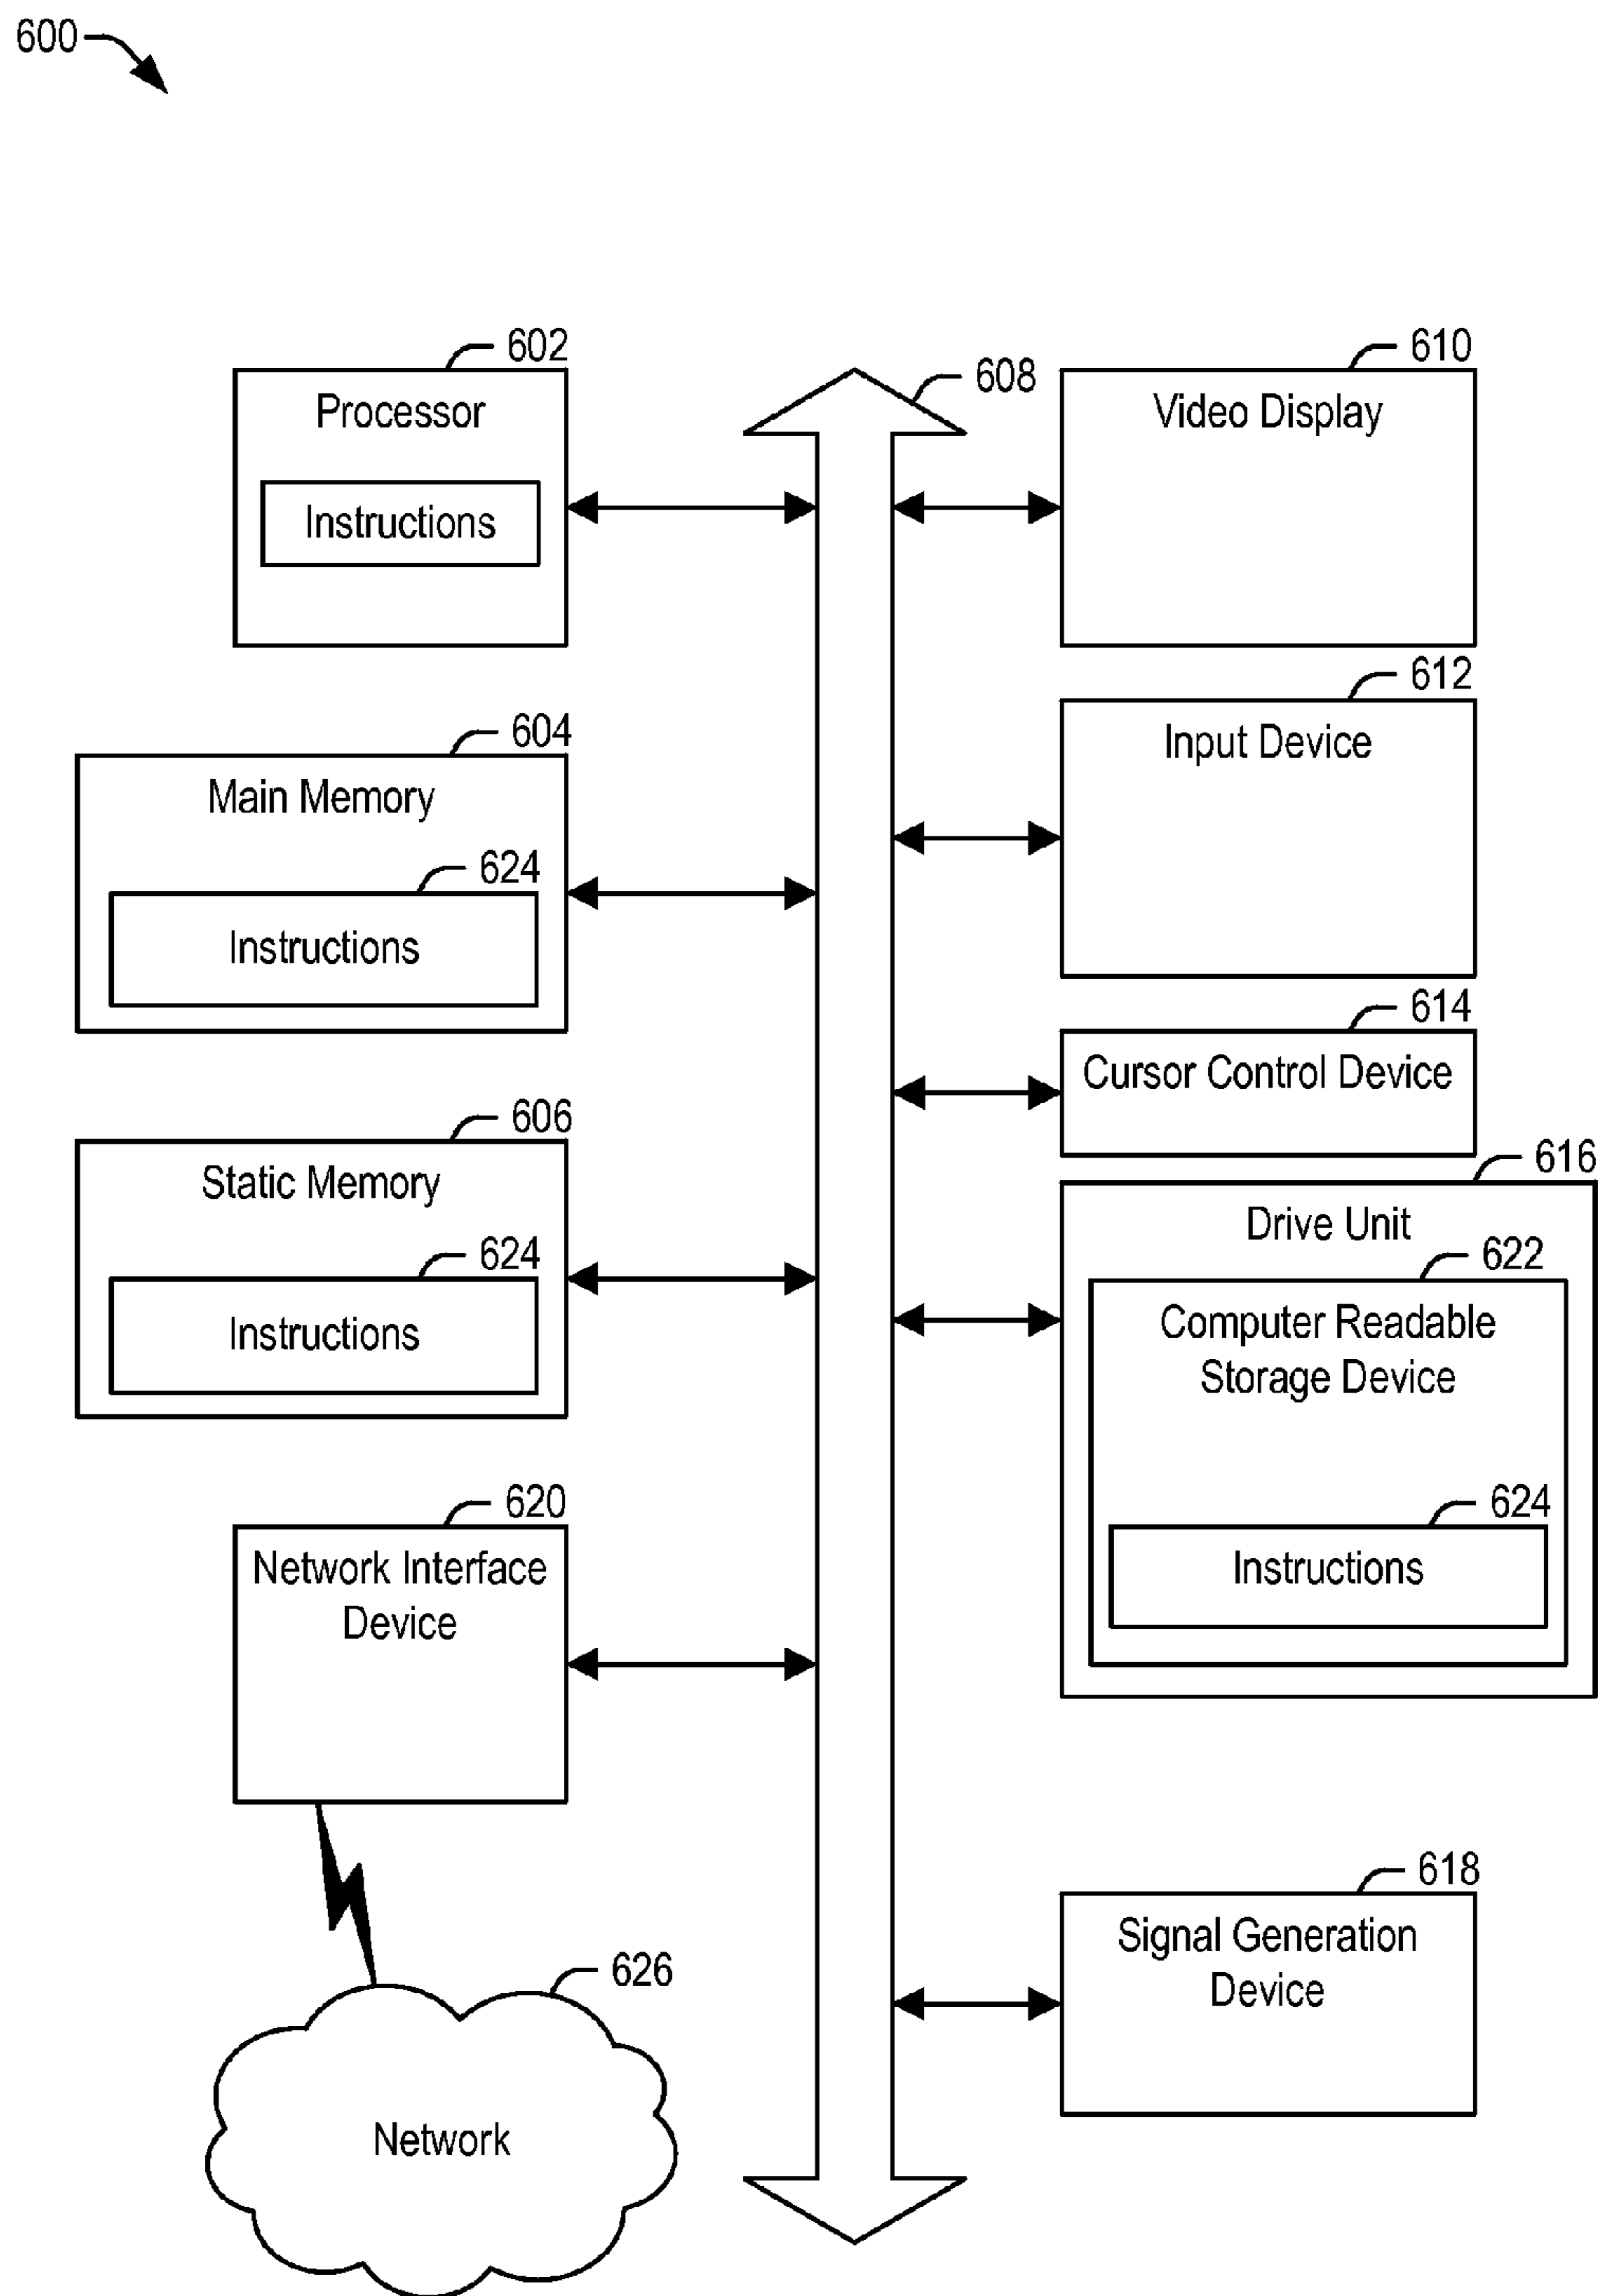 600
602
Processor
Instructions
604
Main Memory
624
Instructions
606
Static Memory
624
Instructions
620
Network Interface
Device
626
Network
608
610
Video Display
612
Input Device
614
Cursor Control Device
616
Drive Unit
622
Computer Readable
Storage Device
624
Instructions
618
Signal Generation
Device